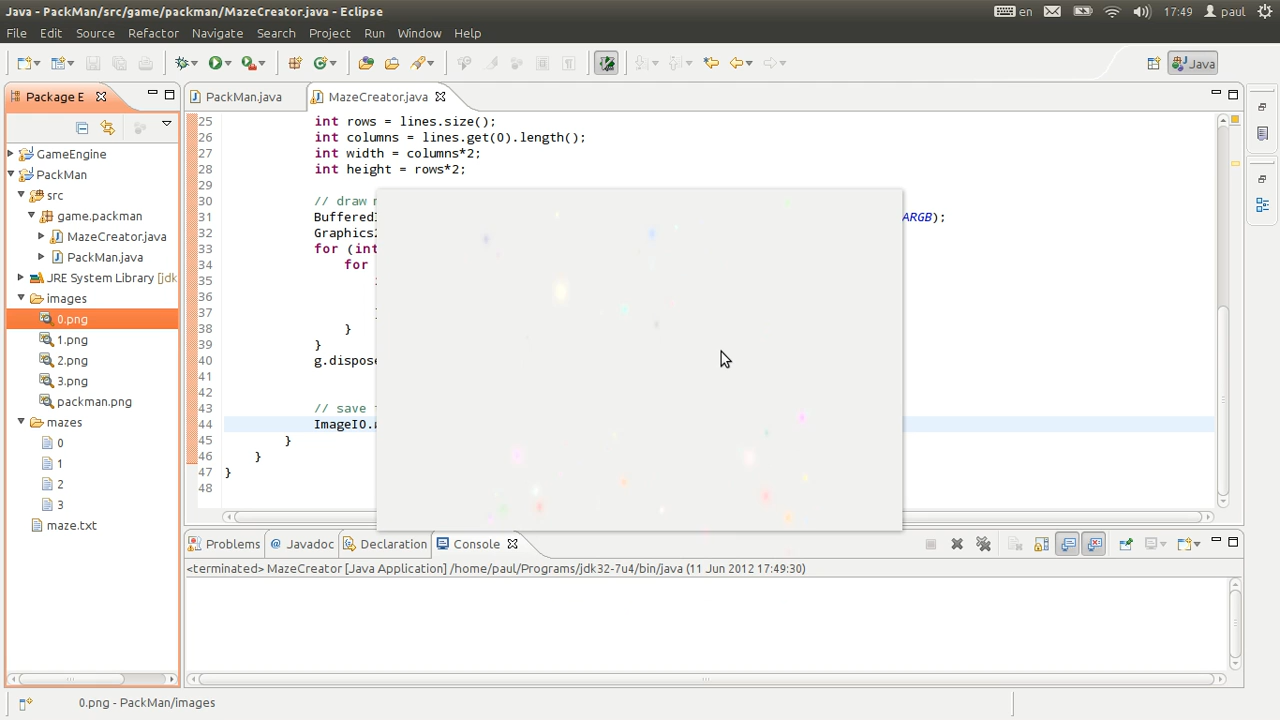 Java - PackMan/src/game/packman/MazeCreator.java - Eclipse
en
17:49
paul
File Edit Source Refactor Navigate Search Project Run Window Help
Java
Package E
PackMan.java
MazeCreator.java
GameEngine
PackMan
src
game.packman
MazeCreator.java
PackMan.java
JRE System Library [jdk
images
0.png
1.png
2.png
3.png
packman.png
mazes
0
1
2
3
maze.txt
25 int rows = lines.size();
26 int columns = lines.get(0).length();
27 int width = columns*2;
28 int height = rows*2;
29
30 // draw
31 BufferedI ARGB);
32 Graphics2
33 for (int
34 for
35
36
37
38 }
39 }
40 g.dispose
41
42
43 // save
44 ImageIO.
45 }
46 }
47 }
48
Problems @ Javadoc Declaration Console
<terminated> MazeCreator [Java Application] /home/paul/Programs/jdk32-7u4/bin/java (11 Jun 2012 17:49:30)
0.png - PackMan/images